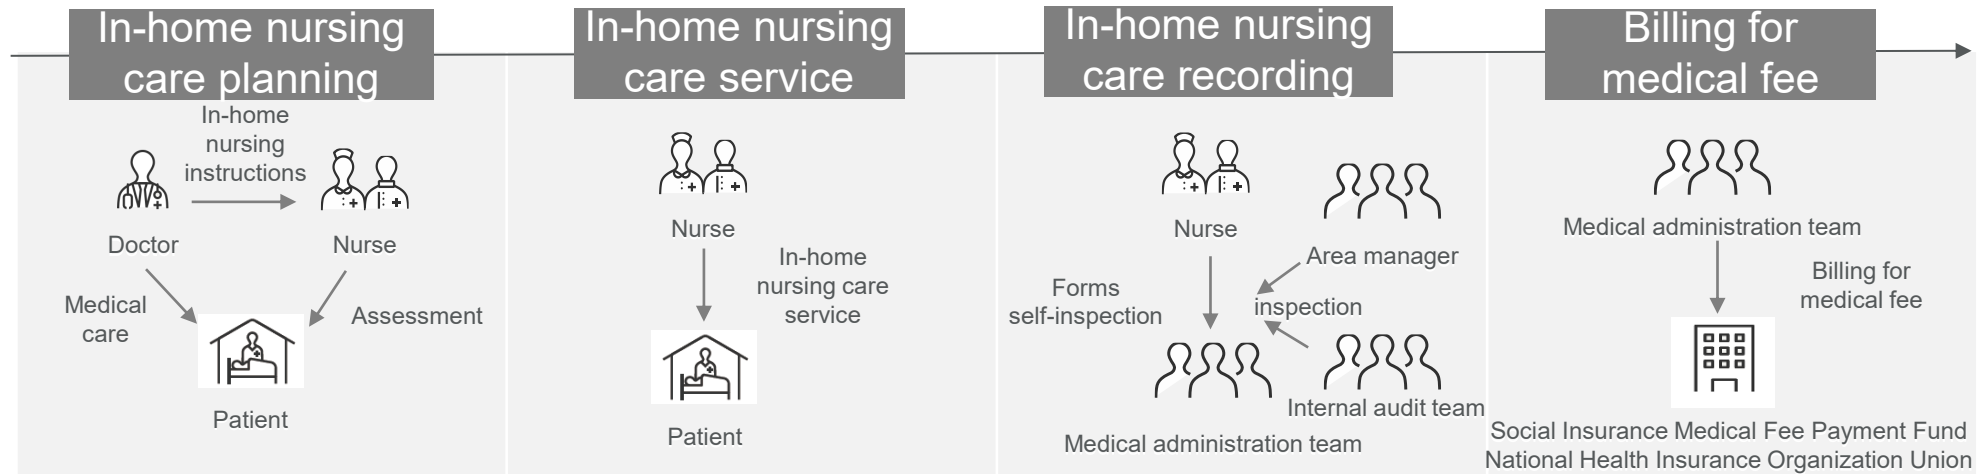 In-home nursing
care planning
In-home
nursing
instructions
Doctor
Nurse
Medical
care
Assessment
Patient
In-home nursing
care service
Nurse
In-home
nursing care
service
Patient
In-home nursing
care recording
Nurse
Area manager
Forms
self-inspection
inspection
Internal audit team
Medical administration team
Billing for
medical fee
Medical administration team
Billing for
medical fee
Social Insurance Medical Fee Payment Fund
National Health Insurance Organization Union